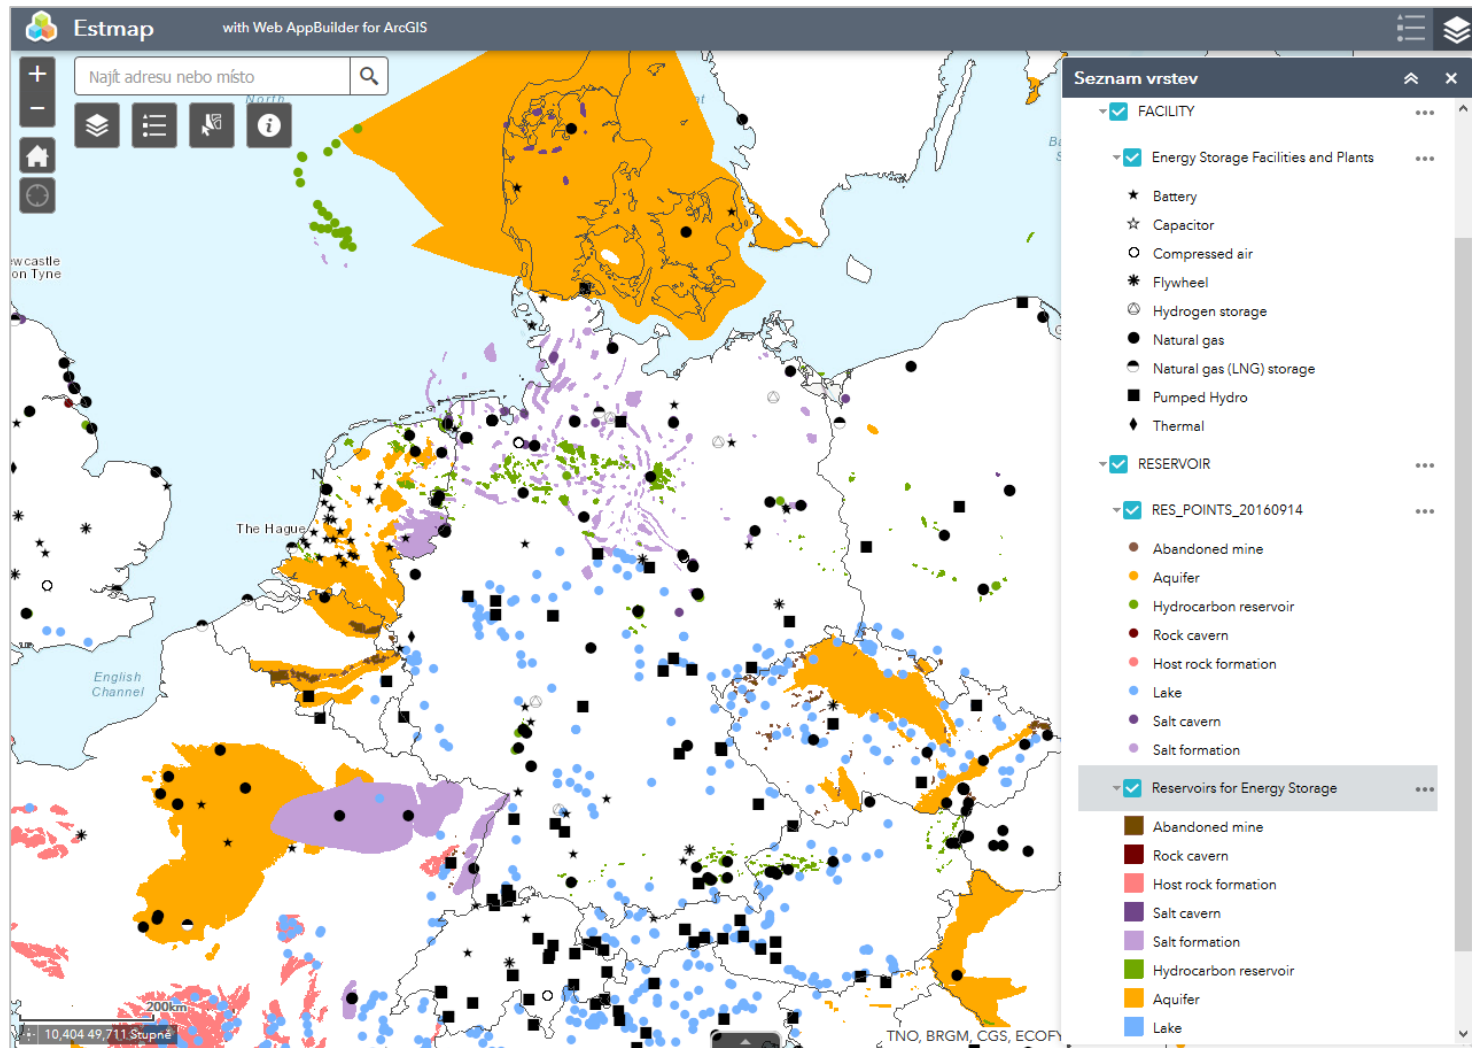 Estmap
with Web AppBuilder for ArcGIS
Najít adresu nebo místo
North
The Hague
English
Channel
N
200km
10,404 49,711 Stupně
TNO, BRGM, CGS, ECOFY
Seznam vrstev
FACILITY
Energy Storage Facilities and Plants
Battery
Capacitor
Compressed air
Flywheel
Hydrogen storage
Natural gas
Natural gas (LNG) storage
Pumped Hydro
Thermal
RESERVOIR
RES_POINTS_20160914
Abandoned mine
Aquifer
Hydrocarbon reservoir
Rock cavern
Host rock formation
Lake
Salt cavern
Salt formation
Reservoirs for Energy Storage
Abandoned mine
Rock cavern
Host rock formation
Salt cavern
Salt formation
Hydrocarbon reservoir
Aquifer
Lake